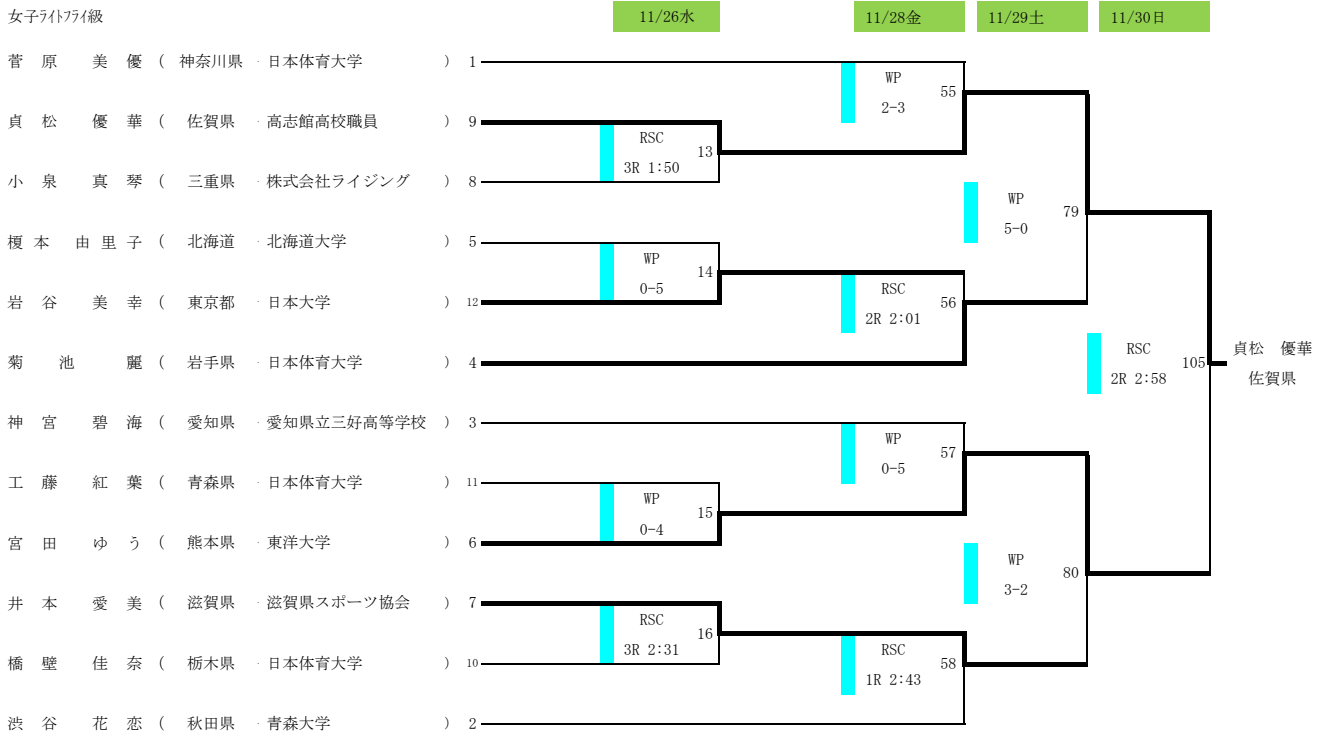 女子ﾗｲﾄﾌﾗｲ級 11/26水 11/28金 11/29土 11/30日
菅原 美優 ( 神奈川県 · 日本体育大学 ) 1
WP
2-3
55
貞松 優華 ( 佐賀県 · 高志館高校職員 ) 9
RSC
3R 1:50
13
小泉 真琴 ( 三重県 · 株式会社ライジング ) 8
WP
5-0
79
榎本 由里子 ( 北海道 · 北海道大学 ) 5
WP
0-5
14
岩谷 美幸 ( 東京都 · 日本大学 ) 12
RSC
2R 2:01
56
菊池 麗 ( 岩手県 · 日本体育大学 ) 4
RSC
2R 2:58
105
貞松 優華
佐賀県
神宮 碧海 ( 愛知県 · 愛知県立三好高等学校 ) 3
WP
0-5
57
工藤 紅葉 ( 青森県 · 日本体育大学 ) 11
WP
0-4
15
宮田 ゆう ( 熊本県 · 東洋大学 ) 6
WP
3-2
80
井本 愛美 ( 滋賀県 · 滋賀県スポーツ協会 ) 7
RSC
3R 2:31
16
橋壁 佳奈 ( 栃木県 · 日本体育大学 ) 10
RSC
1R 2:43
58
渋谷 花恋 ( 秋田県 · 青森大学 ) 2